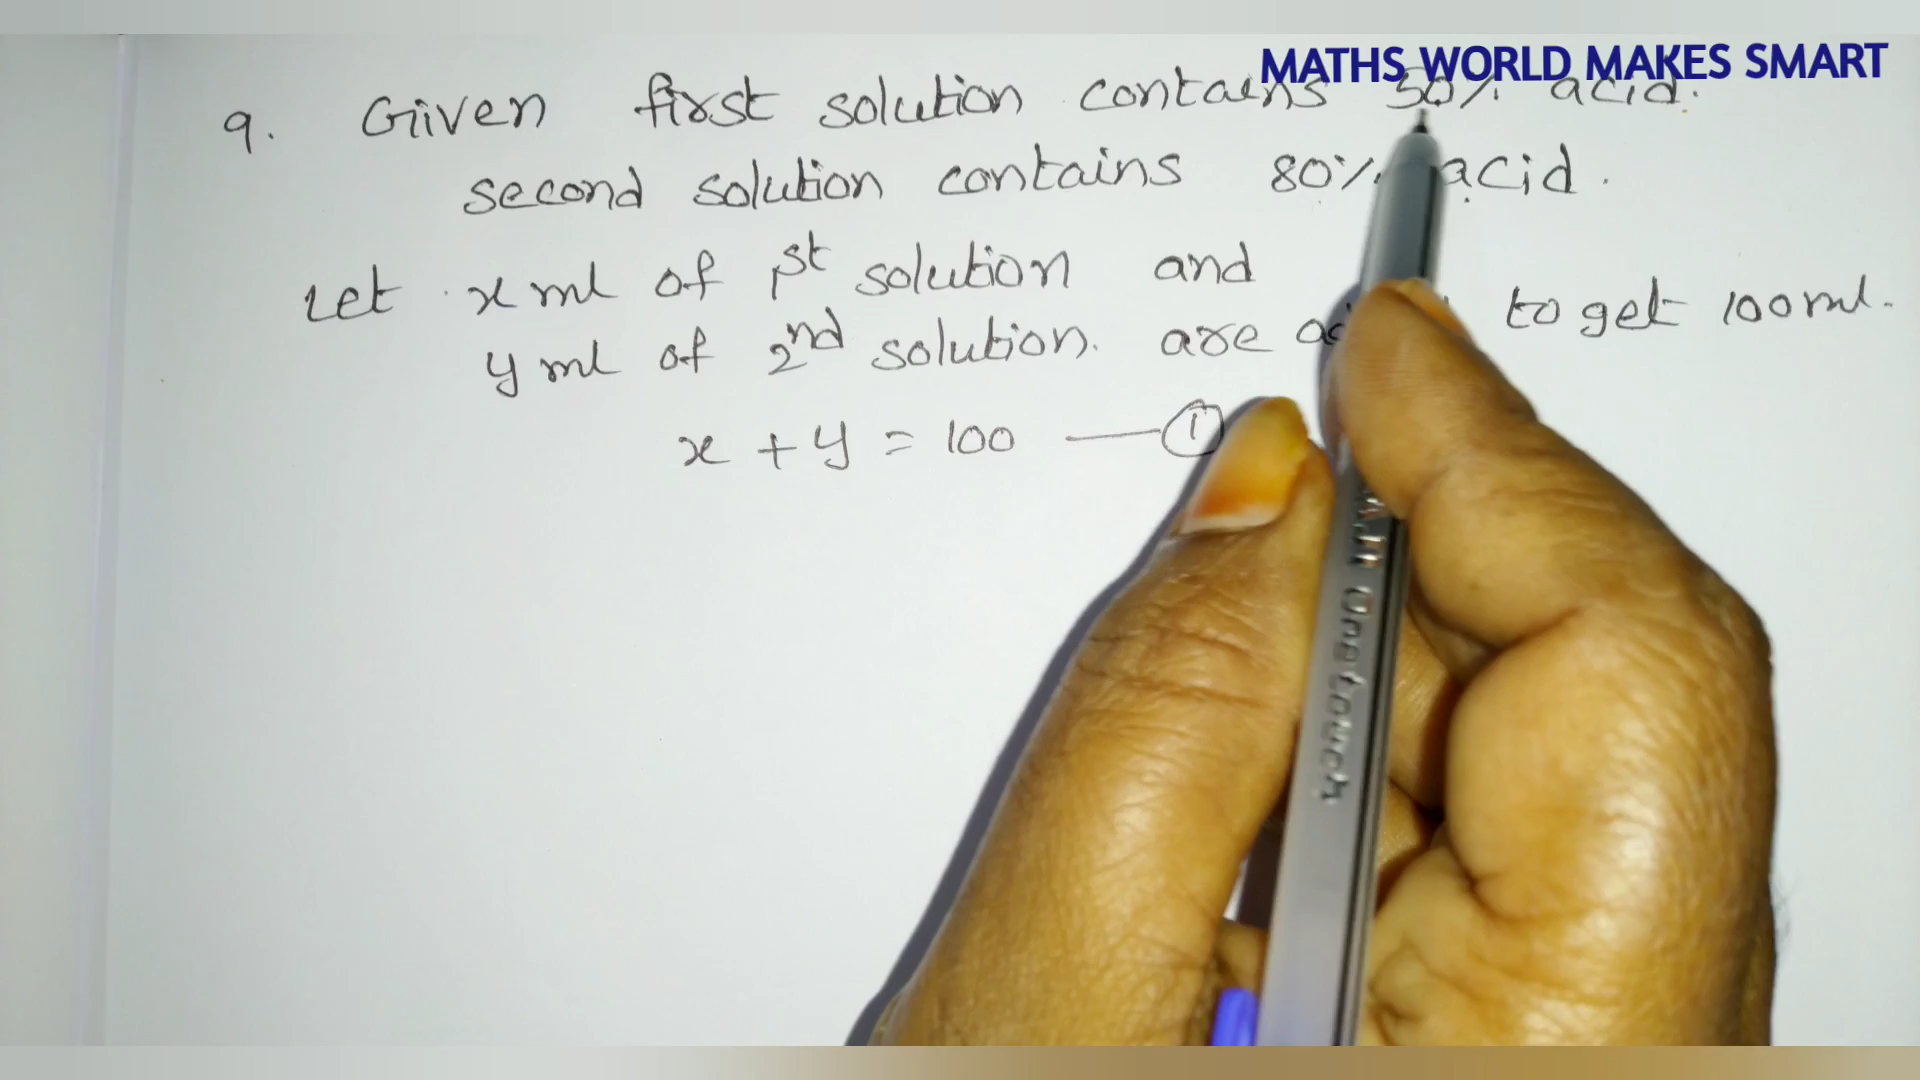 MATHS WORLD MAKES SMART
9. Given first solution contains 50% acid.
second solution contains 80% acid.
Let x ml of 1st solution and
y ml of 2nd solution. are to get 100ml.
x + y = 100 — ①
Onetouch